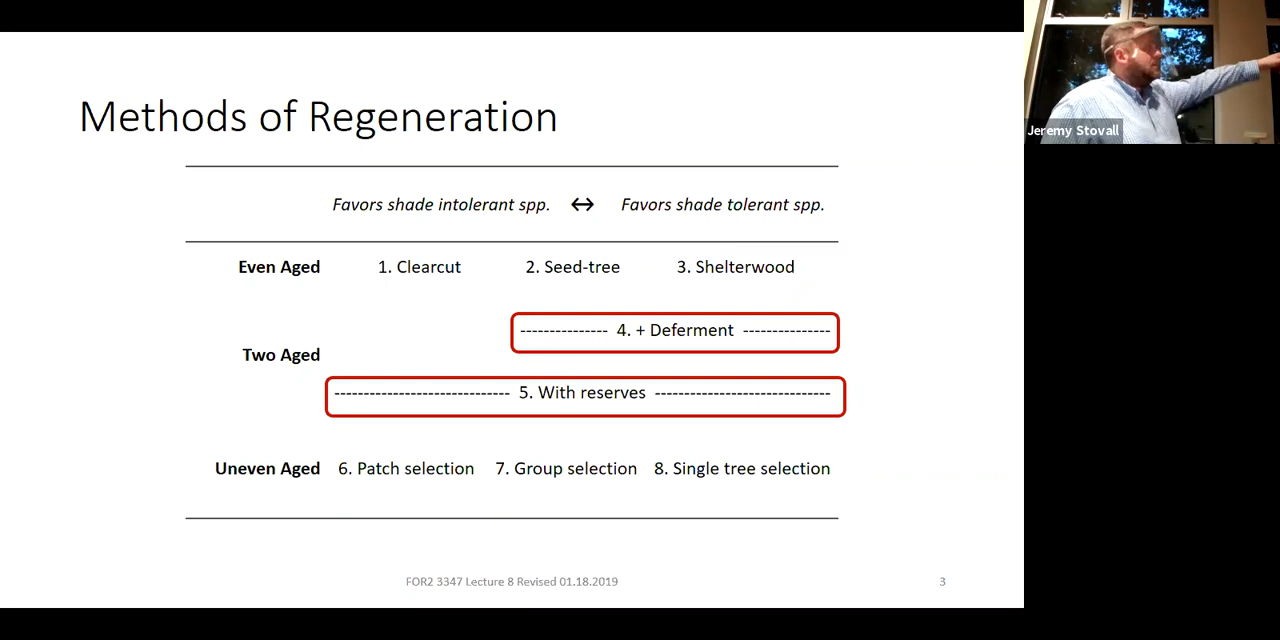 Methods of Regeneration
Favors shade intolerant spp. ↔ Favors shade tolerant spp.
Even Aged 1. Clearcut 2. Seed-tree 3. Shelterwood
--------------- 4. + Deferment ---------------
Two Aged
------------------------------ 5. With reserves ------------------------------
Uneven Aged 6. Patch selection 7. Group selection 8. Single tree selection
FOR2 3347 Lecture 8 Revised 01.18.2019 3
Jeremy Stovall